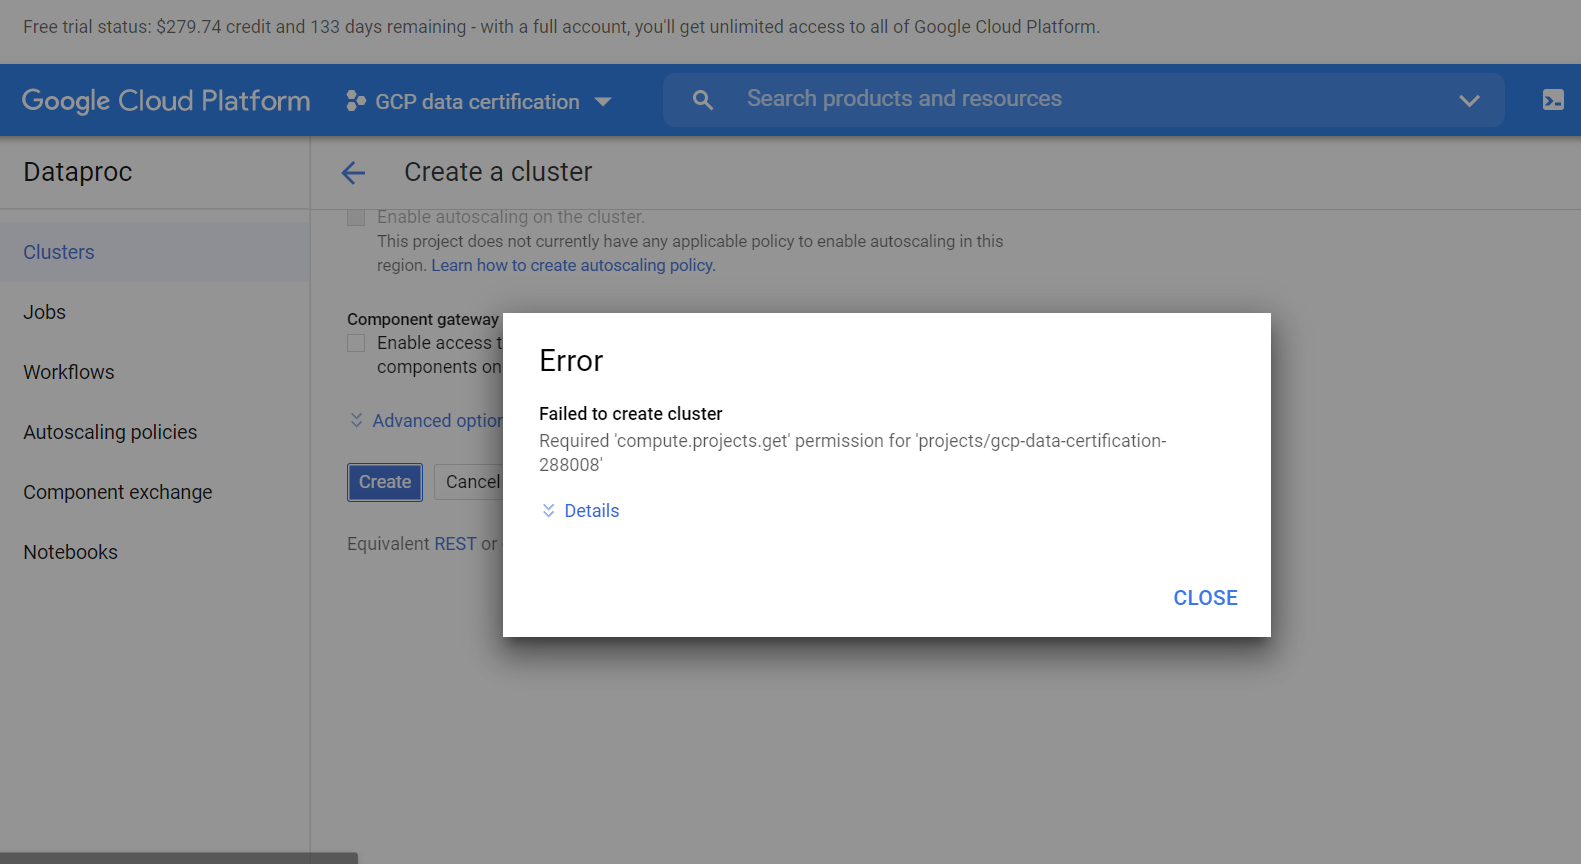 Free trial status: $279.74 credit and 133 days remaining - with a full account, you'll get unlimited access to all of Google Cloud Platform.
Google Cloud Platform
GCP data certification
Search products and resources
Dataproc
Create a cluster
Clusters
Jobs
Workflows
Autoscaling policies
Component exchange
Notebooks
Enable autoscaling on the cluster.
This project does not currently have any applicable policy to enable autoscaling in this
region. Learn how to create autoscaling policy.
Component gateway
Enable access t
components on
Advanced option
Create
Cancel
Equivalent REST or
Error
Failed to create cluster
Required 'compute.projects.get' permission for 'projects/gcp-data-certification-
288008'
Details
CLOSE